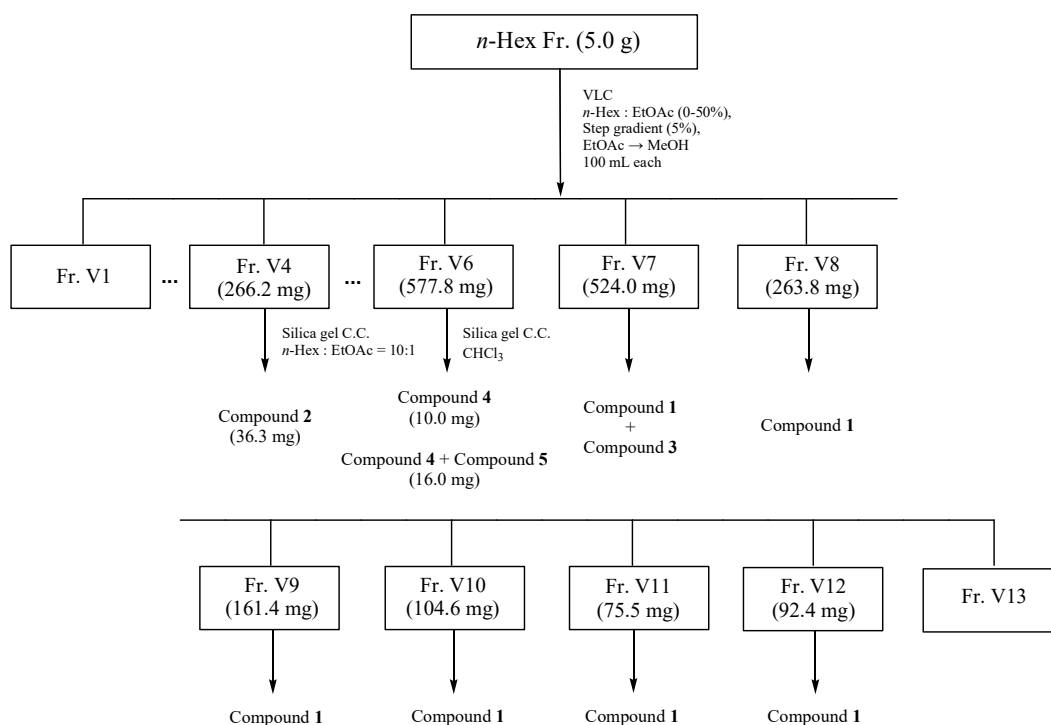 n-Hex Fr. (5.0 g)
VLC
n-Hex : EtOAc (0-50%),
Step gradient (5%),
EtOAc → MeOH
100 mL each
Fr. V1
...
Fr. V4
(266.2 mg)
...
Fr. V6
(577.8 mg)
Fr. V7
(524.0 mg)
Fr. V8
(263.8 mg)
Silica gel C.C.
n-Hex : EtOAc = 10:1
Silica gel C.C.
CHCl3
Compound 2
(36.3 mg)
Compound 4
(10.0 mg)
Compound 4 + Compound 5
(16.0 mg)
Compound 1
+
Compound 3
Compound 1
Fr. V9
(161.4 mg)
Fr. V10
(104.6 mg)
Fr. V11
(75.5 mg)
Fr. V12
(92.4 mg)
Fr. V13
Compound 1
Compound 1
Compound 1
Compound 1